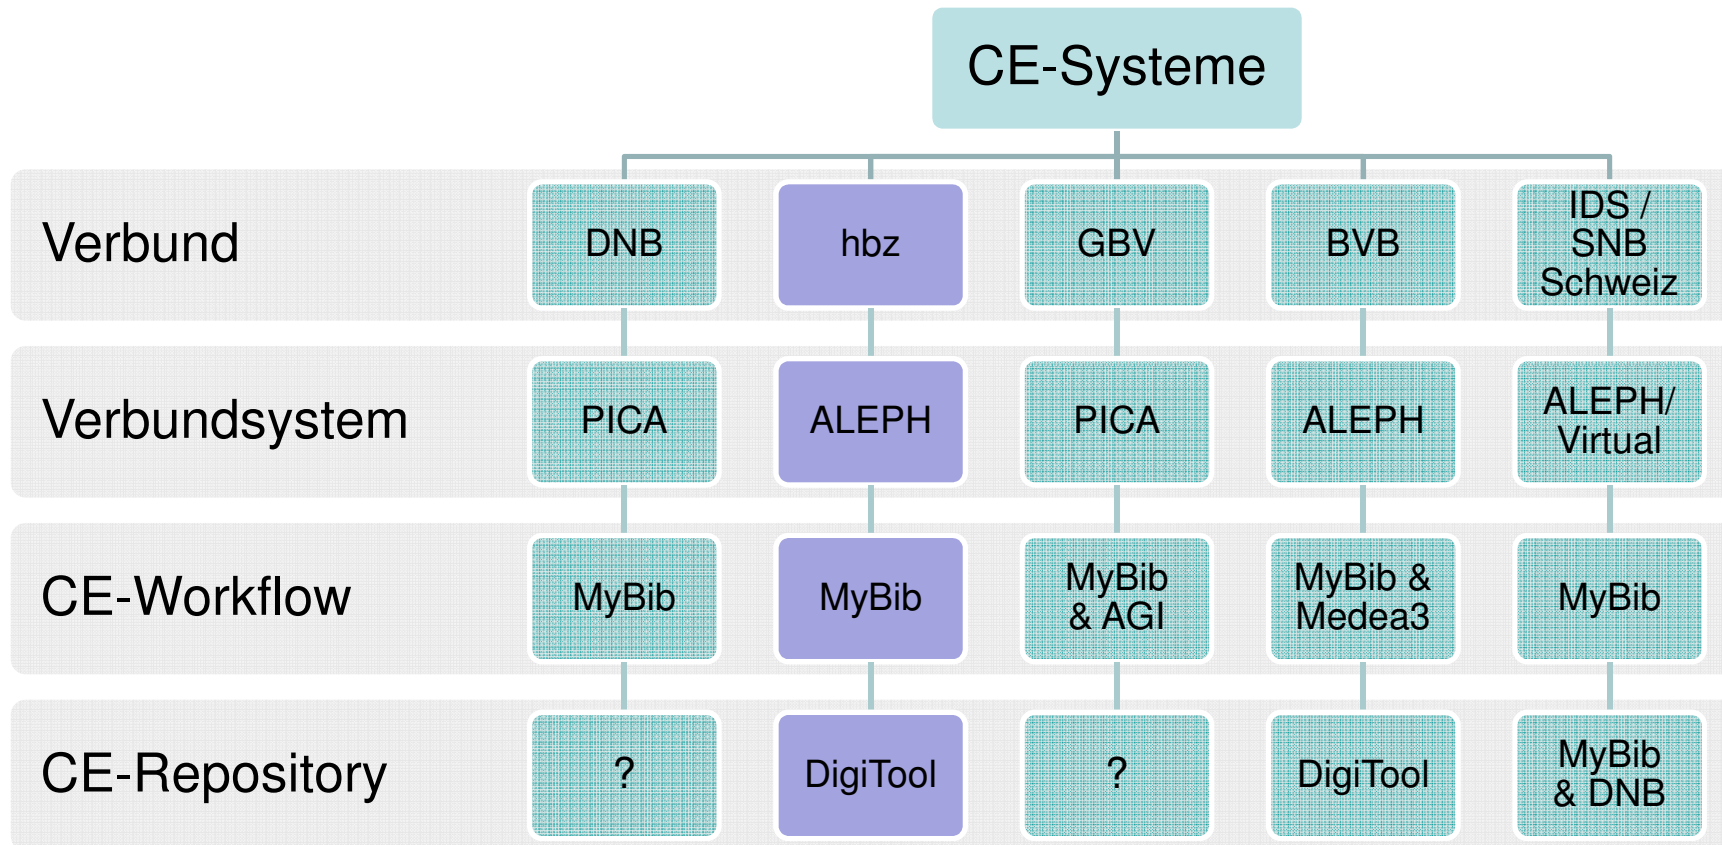 CE-Systeme
Verbund
DNB
hbz
GBV
BVB
IDS /
SNB
Schweiz
Verbundsystem
PICA
ALEPH
PICA
ALEPH
ALEPH/
Virtual
CE-Workflow
MyBib
MyBib
MyBib
& AGI
MyBib &
Medea3
MyBib
CE-Repository
?
DigiTool
?
DigiTool
MyBib
& DNB